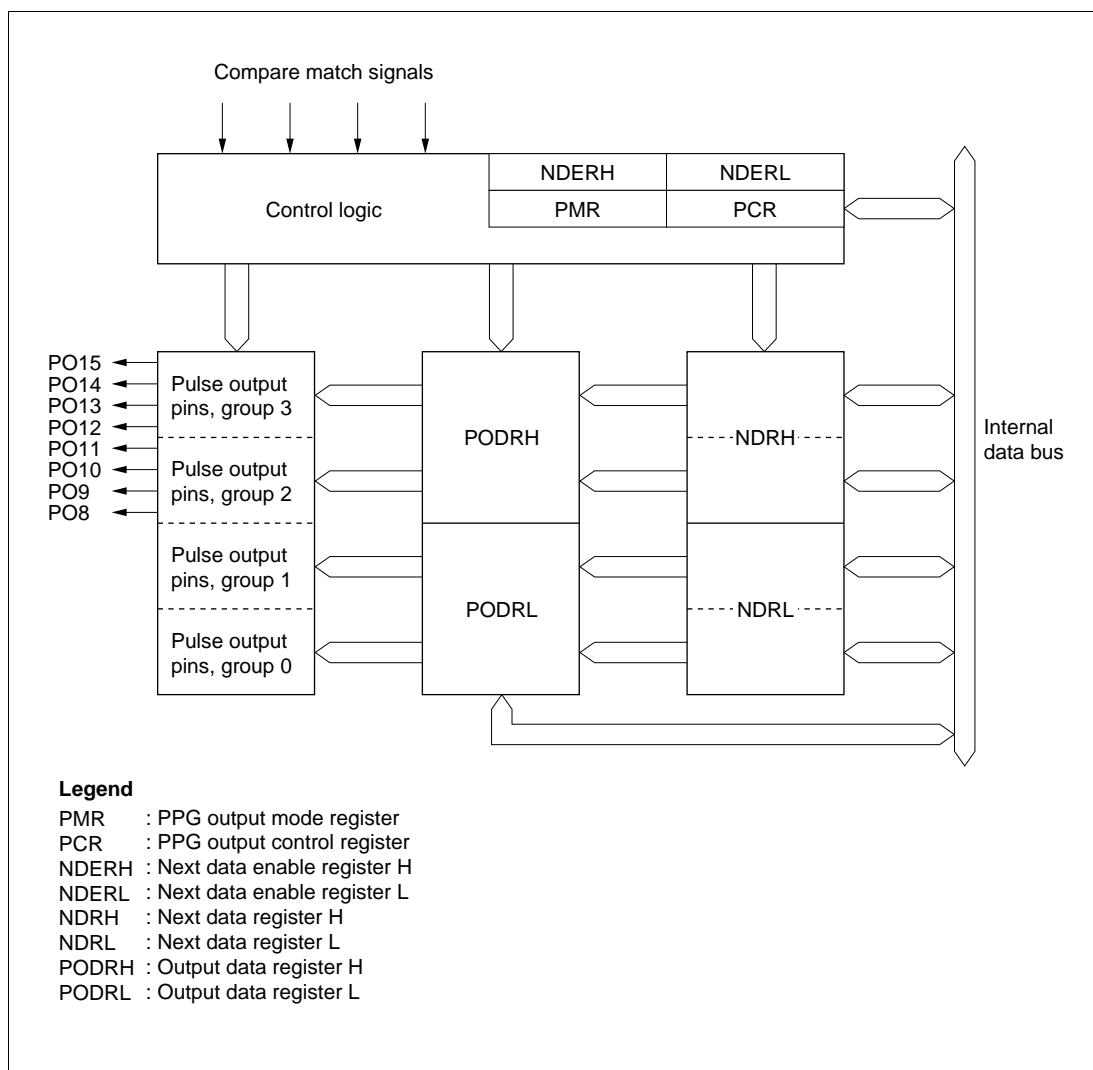 Compare match signals
Control logic
NDERH
NDERL
PMR
PCR
PO15
PO14
PO13
PO12
PO11
PO10
PO9
PO8
Pulse output
pins, group 3
Pulse output
pins, group 2
Pulse output
pins, group 1
Pulse output
pins, group 0
PODRH
PODRL
NDRH
NDRL
Internal
data bus
Legend
PMR : PPG output mode register
PCR : PPG output control register
NDERH : Next data enable register H
NDERL : Next data enable register L
NDRH : Next data register H
NDRL : Next data register L
PODRH : Output data register H
PODRL : Output data register L